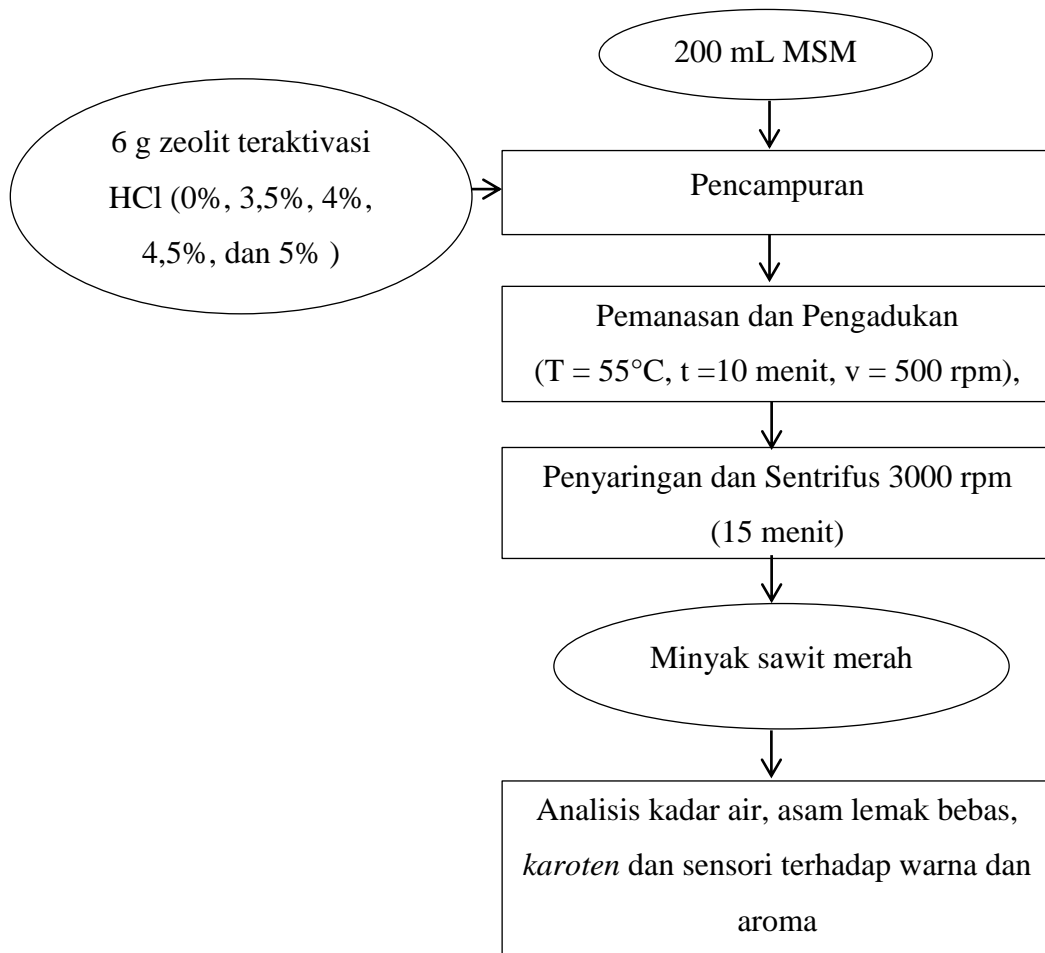 200 mL MSM
6 g zeolit teraktivasi
HCl (0%, 3,5%, 4%,
4,5%, dan 5% )
Pencampuran
Pemanasan dan Pengadukan
(T = 55°C, t =10 menit, v = 500 rpm),
Penyaringan dan Sentrifus 3000 rpm
(15 menit)
Minyak sawit merah
Analisis kadar air, asam lemak bebas,
karoten dan sensori terhadap warna dan
aroma